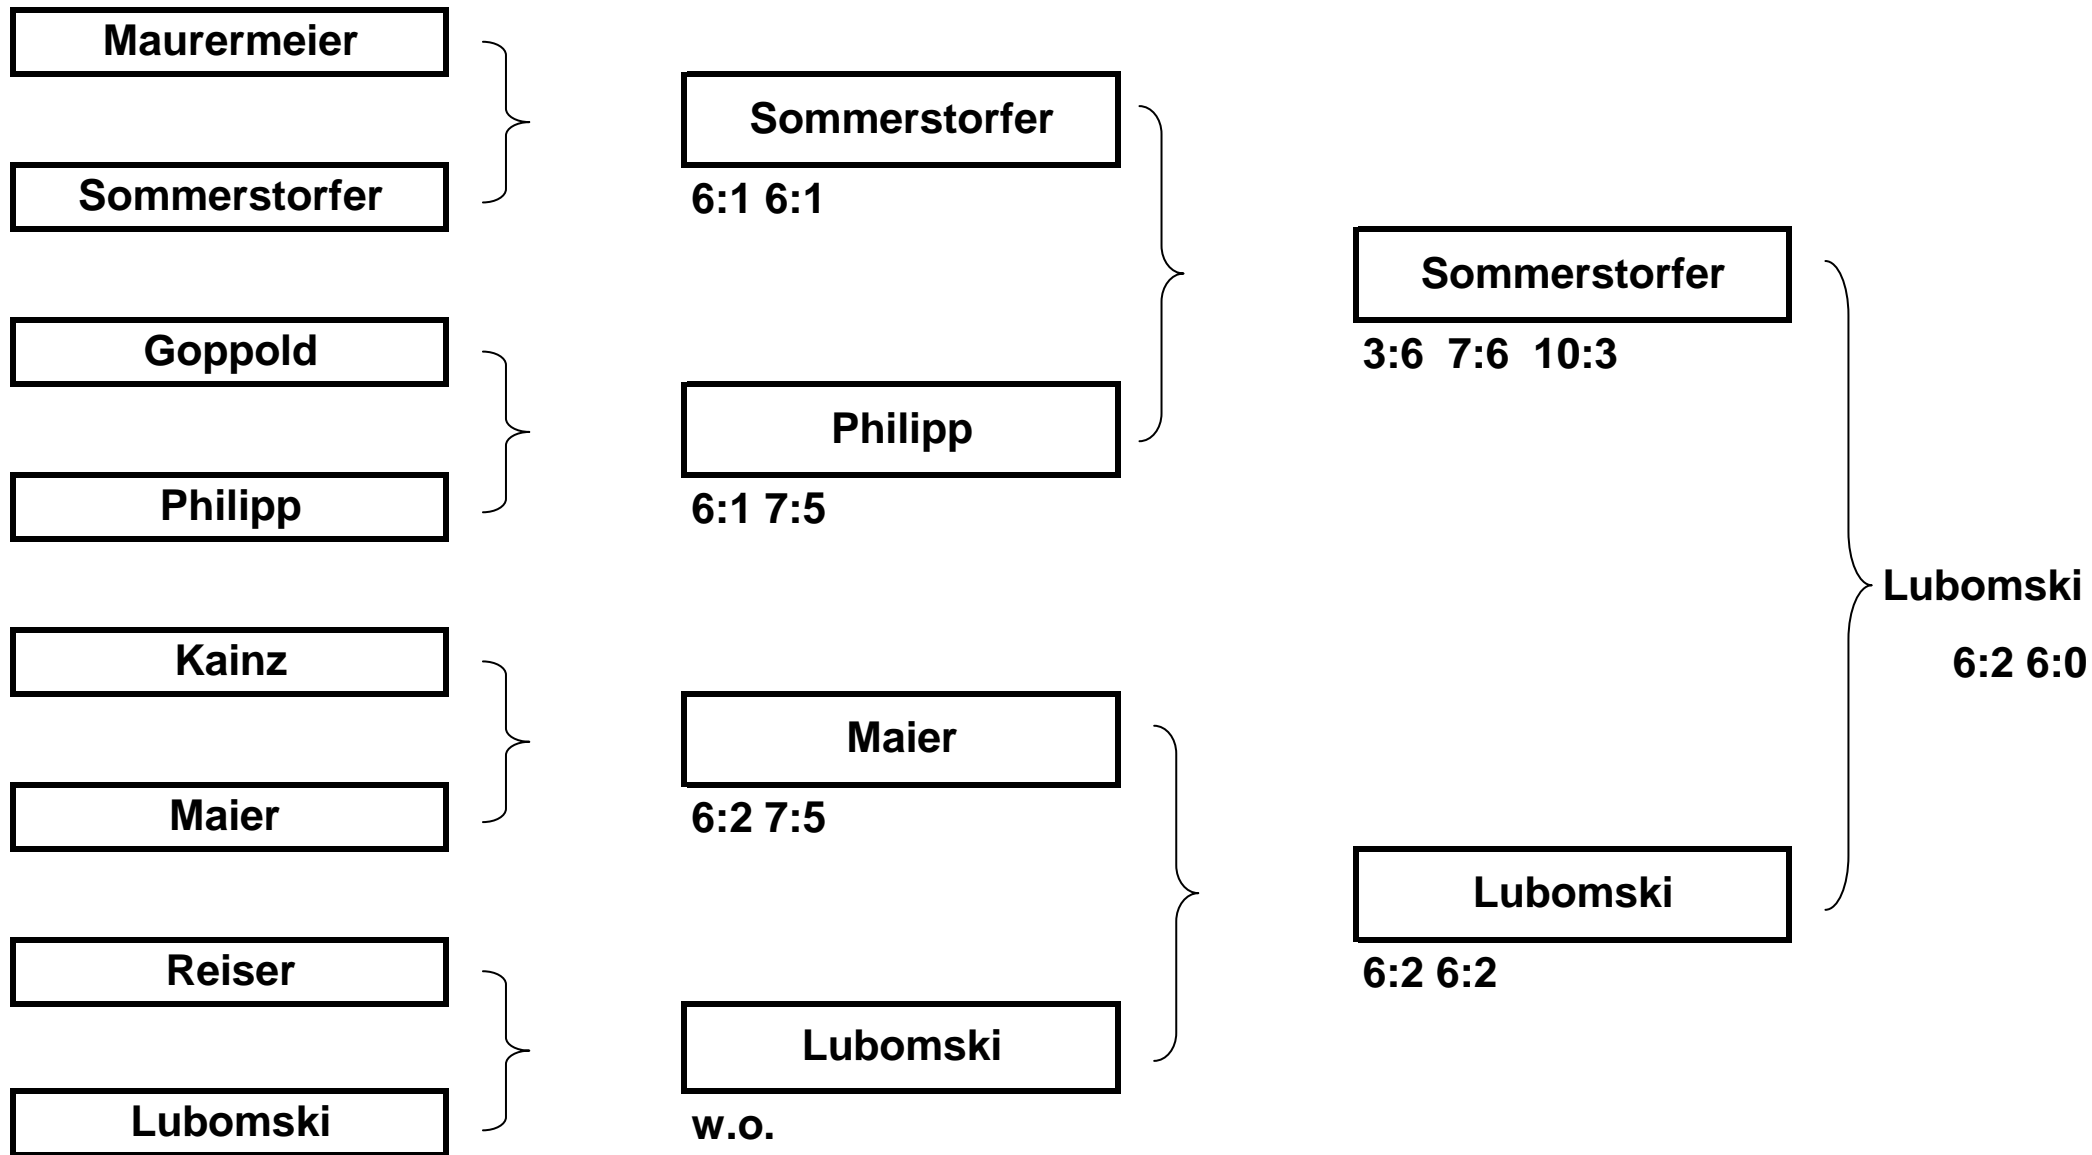 Maurermeier
Sommerstorfer
Goppold
Philipp
Kainz
Maier
Reiser
Lubomski
Sommerstorfer
6:1 6:1
Philipp
6:1 7:5
Maier
6:2 7:5
Lubomski
w.o.
Sommerstorfer
3:6 7:6 10:3
Lubomski
6:2 6:2
Lubomski
6:2 6:0